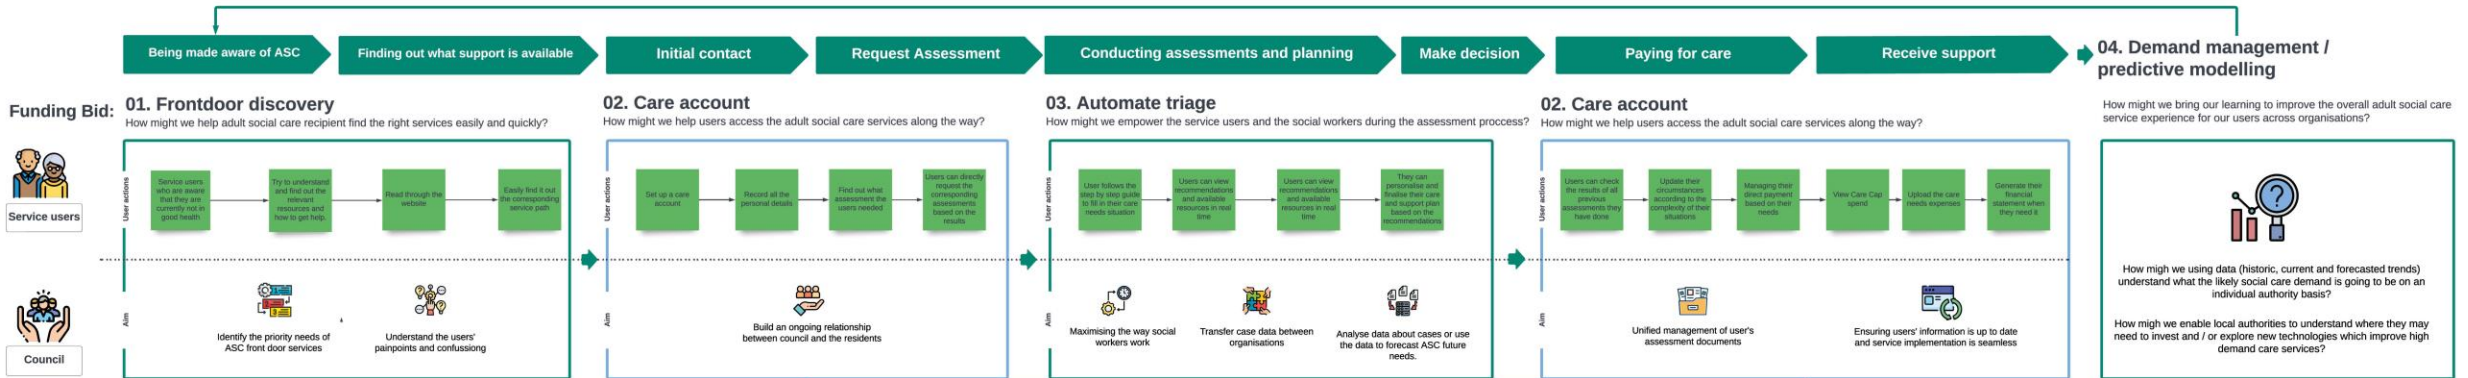 Being made aware of ASC
Finding out what support is available
Initial contact
Request Assessment
Conducting assessments and planning
Make decision
Paying for care
Receive support
04. Demand management /
predictive modelling
Funding Bid:
01. Frontdoor discovery
How might we help adult social care recipient find the right services easily and quickly?
02. Care account
How might we help users access the adult social care services along the way?
03. Automate triage
How might we empower the service users and the social workers during the assessment proccess?
02. Care account
How might we help users access the adult social care services along the way?
How might we bring our learning to improve the overall adult social care
service experience for our users across organisations?
Service users
User actions
Service users
who are aware
that they are
currently not in
good health
Try to understand
and find out the
relevant
resources and
how to get help.
Read through the
website
Easily find it out
the corresponding
service path
User actions
Set up a care
account
Record all the
personal details
Find out what
assessment the
users needed
Users can directly
request the
corresponding
assessments
based on the
results
User actions
User follows the
step by step guide
to fill in their care
needs situation
Users can view
recommendations
and available
resources in real
time
Users can view
recommendations
and available
resources in real
time
They can
personalise and
finalise their care
and support plan
based on the
recommendations
User actions
Users can check
the results of all
previous
assessments they
have done
Update their
circumstances
according to the
complexity of their
situations
Managing their
direct payment
based on their
needs
View Care Cap
spend
Upload the care
needs expenses
Generate their
financial
statement when
they need it
Council
Aim
Identify the priority needs of
ASC front door services
Understand the users'
painpoints and confussiong
Aim
Build an ongoing relationship
between council and the residents
Aim
Maximising the way social
workers work
Transfer case data between
organisations
Analyse data about cases or use
the data to forecast ASC future
needs.
Aim
Unified management of user's
assessment documents
Ensuring users' information is up to date
and service implementation is seamless
How migh we using data (historic, current and forecasted trends)
understand what the likely social care demand is going to be on an
individual authority basis?
How migh we enable local authorities to understand where they may
need to invest and / or explore new technologies which improve high
demand care services?